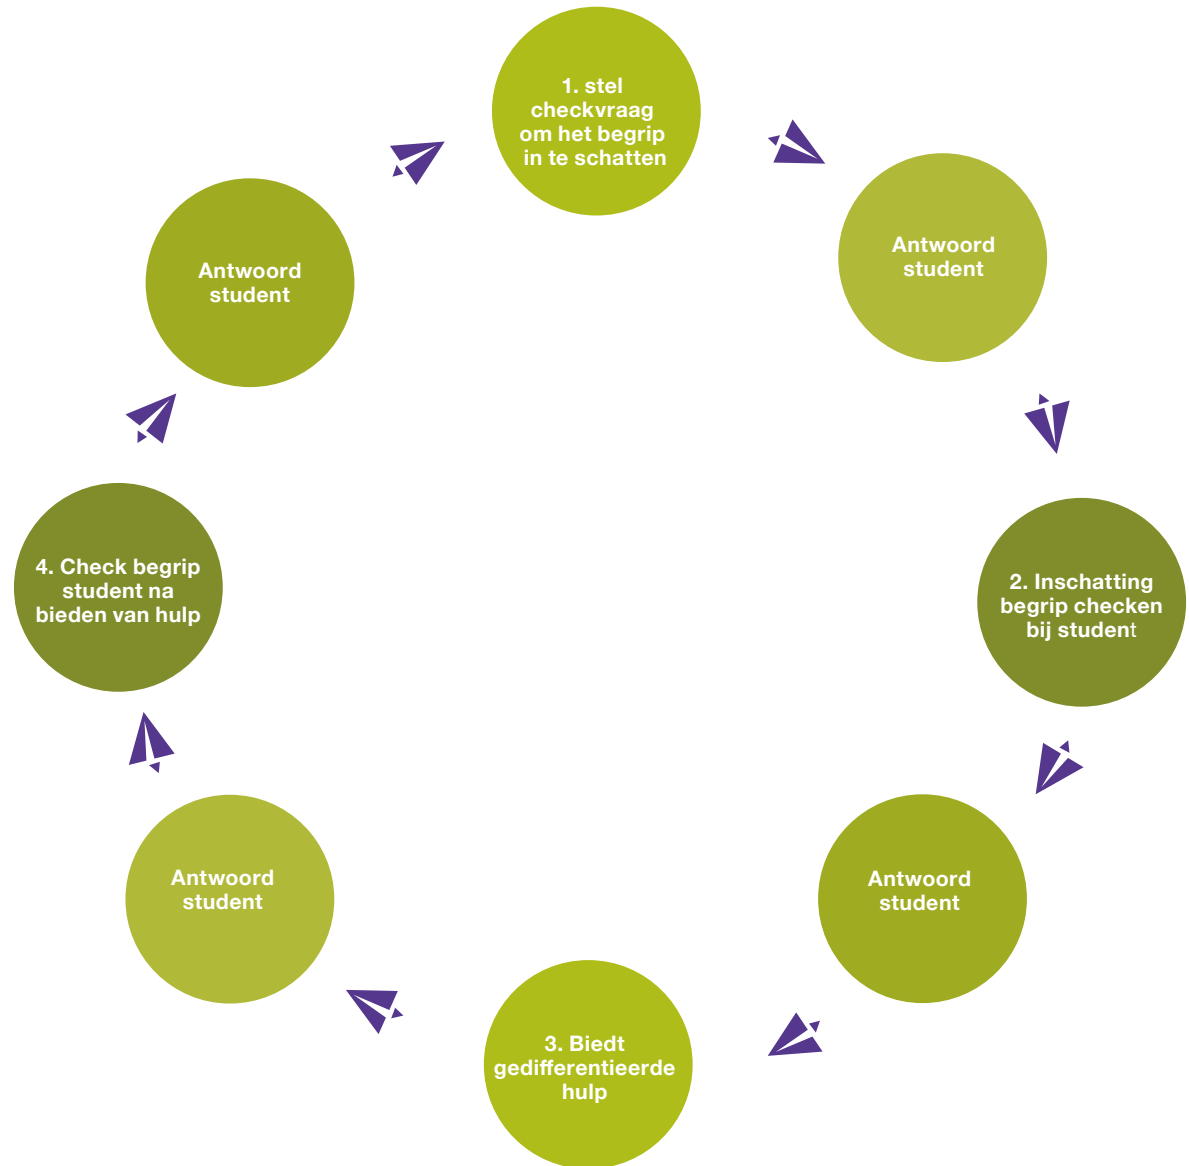 1. stel
checkvraag
om het begrip
in te schatten
Antwoord
student
2. Inschatting
begrip checken
bij student
Antwoord
student
3. Biedt
gedifferentieerde
hulp
Antwoord
student
4. Check begrip
student na
bieden van hulp
Antwoord
student